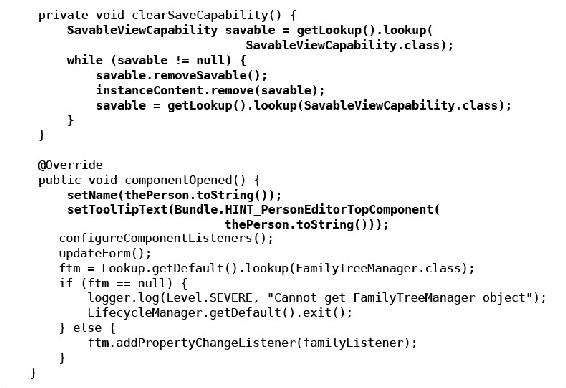 private void clearSaveCapability() {
SavableViewCapability savable = getLookup().lookup(
SavableViewCapability.class);
while (savable != null) {
savable.removeSavable();
instanceContent.remove(savable);
savable = getLookup().lookup(SavableViewCapability.class);
}
}
@Override
public void componentOpened() {
setName(thePerson.toString());
setToolTipText(Bundle.HINT_PersonEditorTopComponent(
thePerson.toString()));
configureComponentListeners();
updateForm();
ftm = Lookup.getDefault().lookup(FamilyTreeManager.class);
if (ftm == null) {
logger.log(Level.SEVERE, "Cannot get FamilyTreeManager object");
LifecycleManager.getDefault().exit();
} else {
ftm.addPropertyChangeListener(familyListener);
}
}